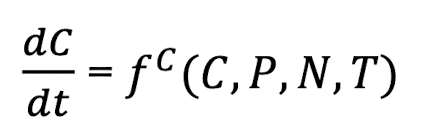 dC/dt = f^C(C, P, N, T)